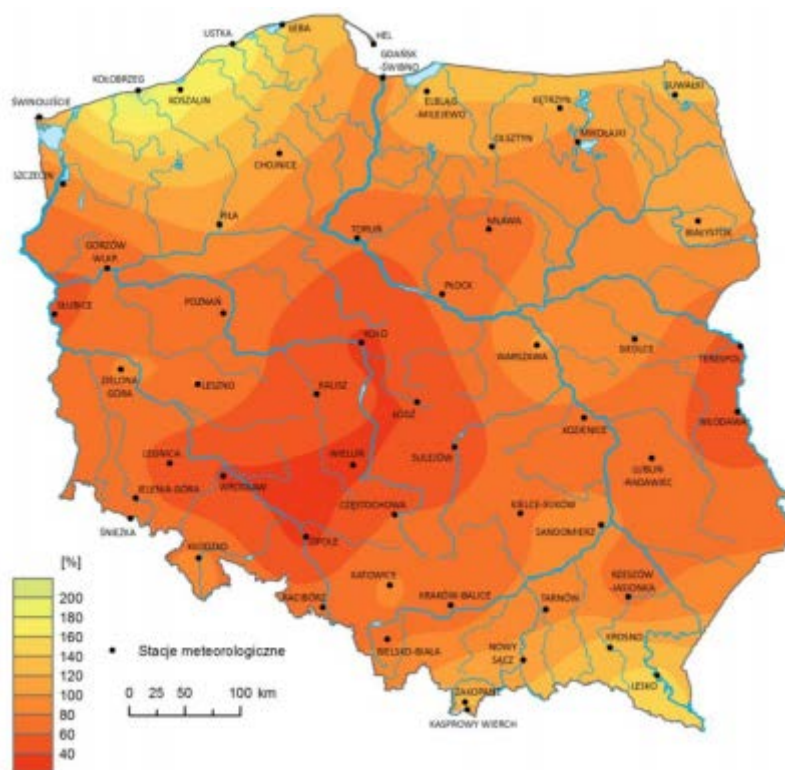 ŁEBA
USTKA
HEL
GDAŃSK
-ŚWIBNO
KOŁOBRZEG
KOSZALIN
ELBLĄG
-MILEJEWO
KĘTRZYN
SUWAŁKI
ŚWINOUJŚCIE
OLSZTYN
MIKOŁAJKI
CHOJNICE
SZCZECIN
PIŁA
TORUŃ
MŁAWA
BIAŁYSTOK
GORZÓW
WLKP.
SŁUBICE
POZNAŃ
PŁOCK
KOŁO
WARSZAWA
SIEDLCE
TERESPOL
ZIELONA
GÓRA
LESZNO
KALISZ
ŁÓDŹ
WŁODAWA
KOZIENICE
LEGNICA
WROCŁAW
WIELUŃ
SULEJÓW
LUBLIN
-RADAWIEC
JELENIA-GÓRA
ŚNIEŻKA
CZĘSTOCHOWA
KIELCE-SUKÓW
SANDOMIERZ
KŁODZKO
OPOLE
KATOWICE
RZESZÓW
-JASIONKA
RACIBÓRZ
KRAKÓW-BALICE
TARNÓW
BIELSKO-BIAŁA
NOWY
SĄCZ
KROSNO
LESKO
ZAKOPANE
KASPROWY WIERCH
[%]
200
180
160
140
120
100
80
60
40
Stacje meteorologiczne
0 25 50 100 km